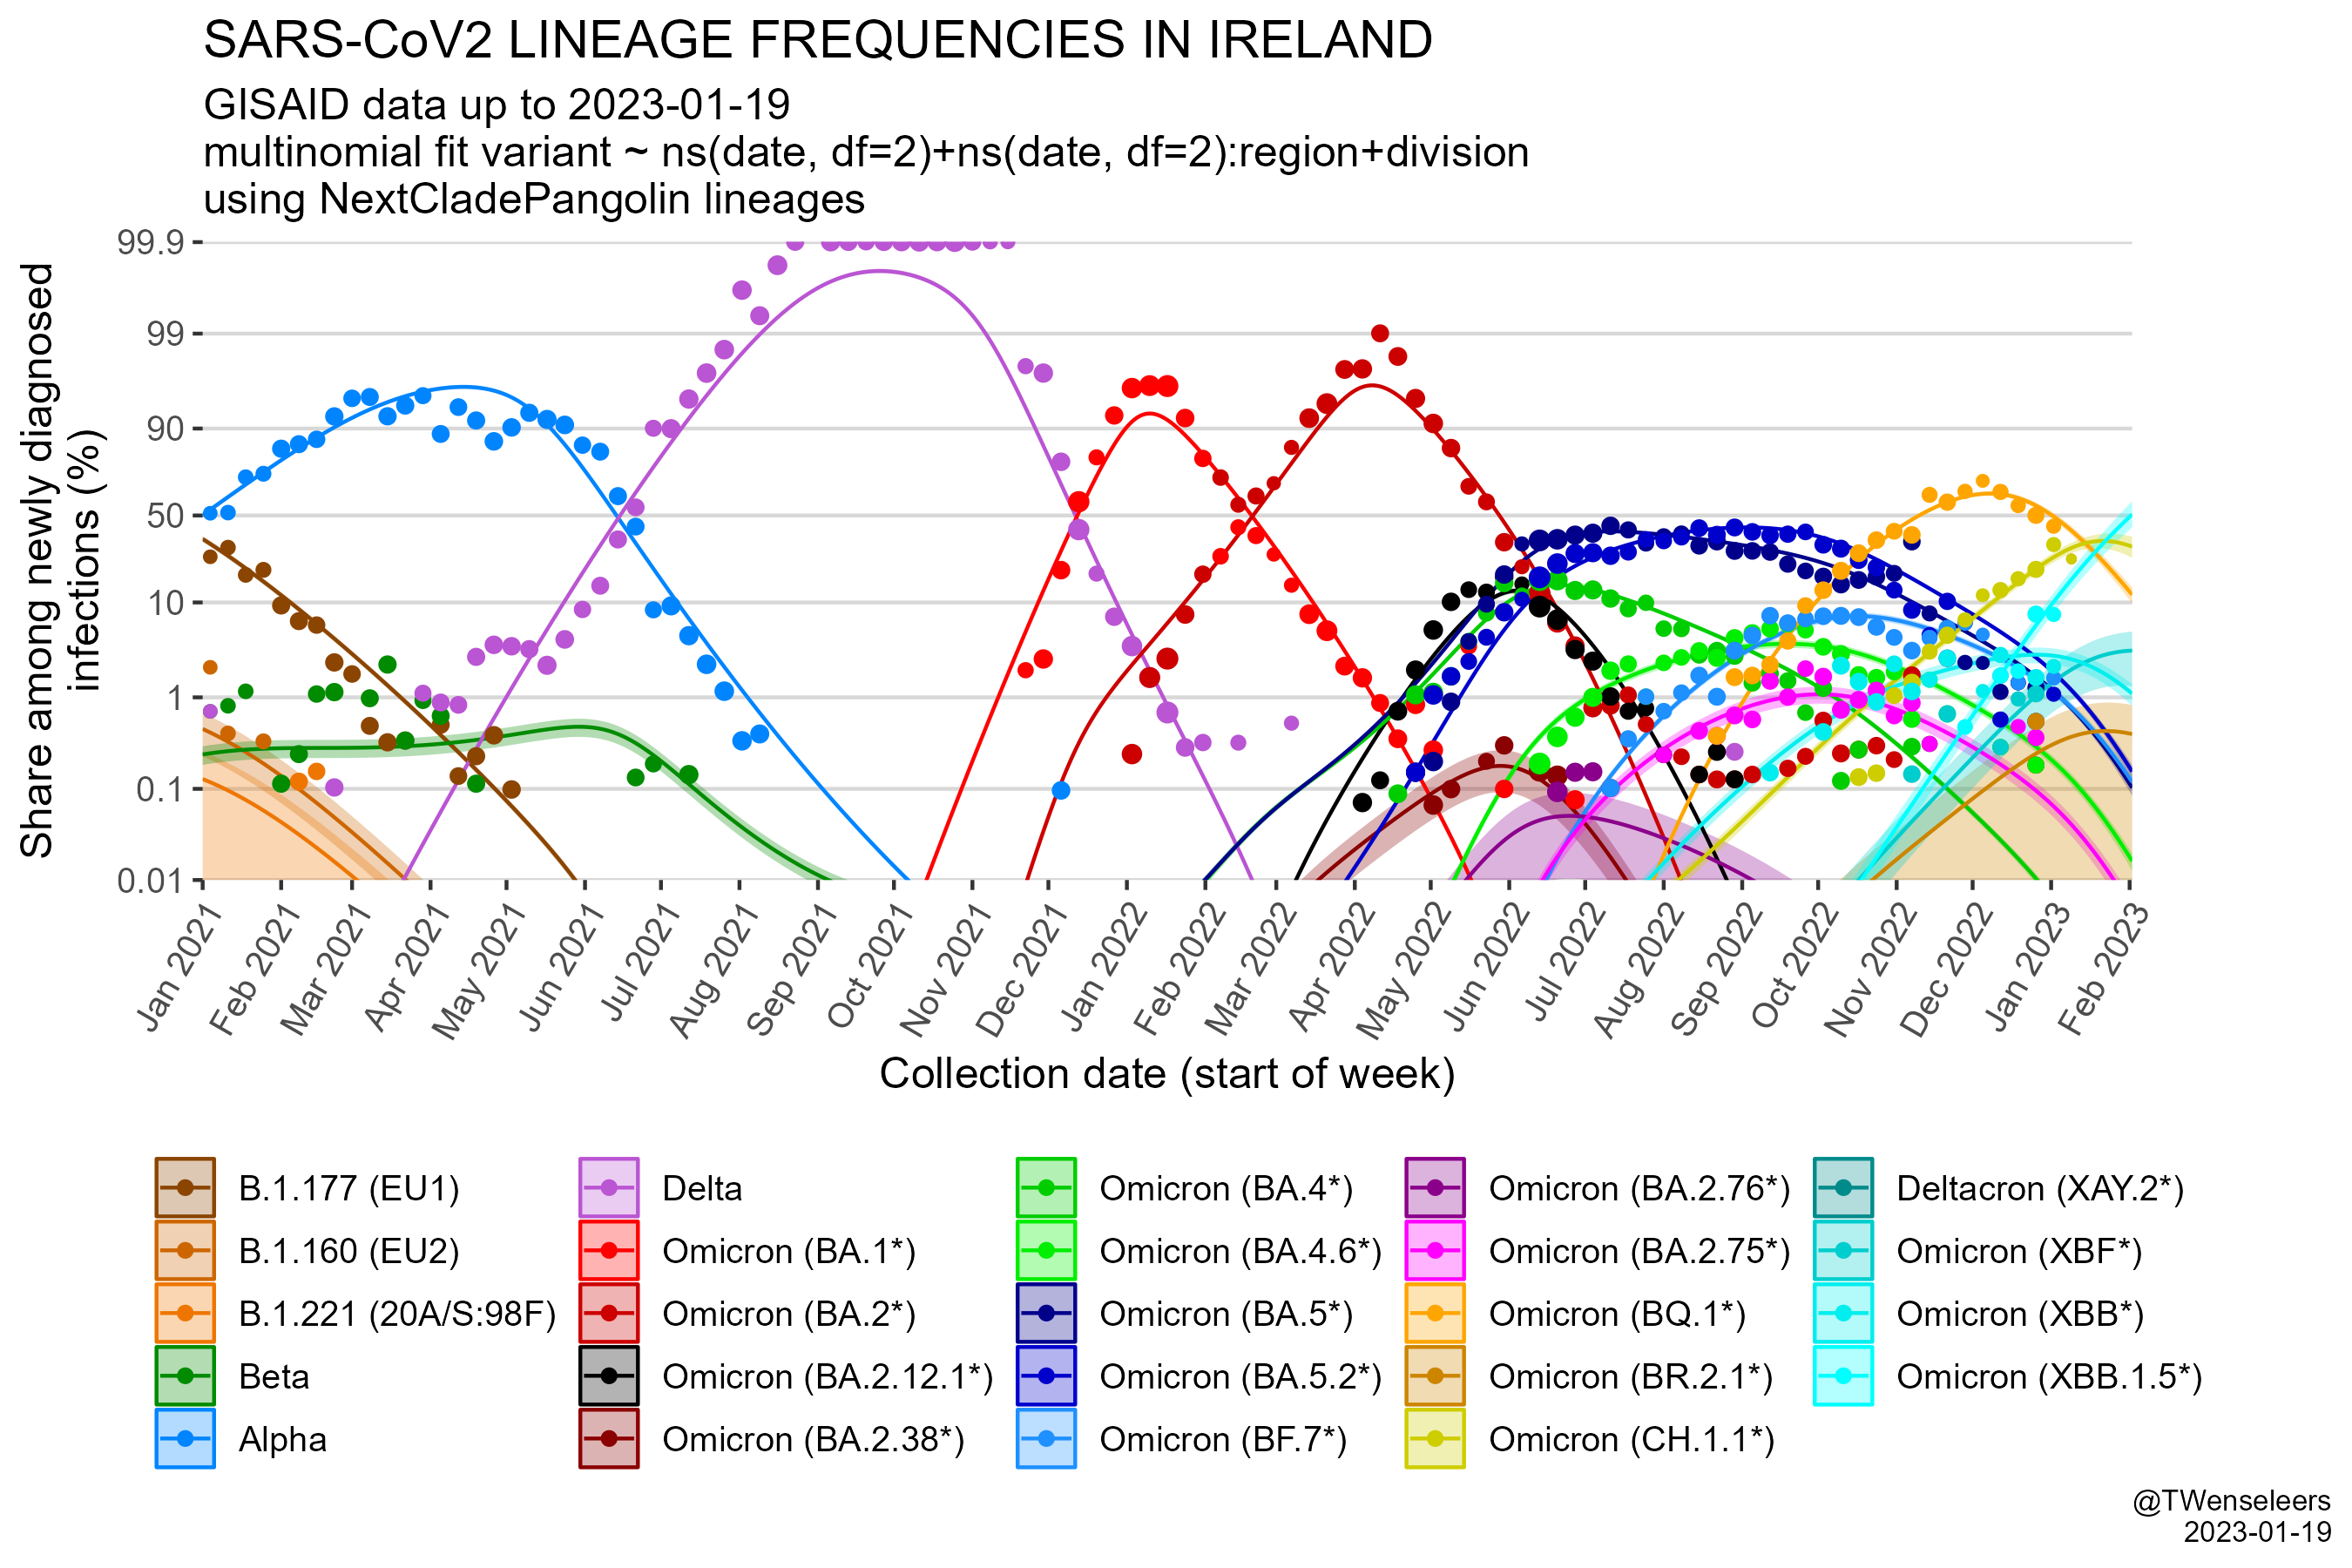 SARS-CoV2 LINEAGE FREQUENCIES IN IRELAND
GISAID data up to 2023-01-19
multinomial fit variant ~ ns(date, df=2)+ns(date, df=2):region+division
using NextCladePangolin lineages
Share among newly diagnosed
infections (%)
99.9
99
90
50
10
1
0.1
0.01
Jan 2021
Feb 2021
Mar 2021
Apr 2021
May 2021
Jun 2021
Jul 2021
Aug 2021
Sep 2021
Oct 2021
Nov 2021
Dec 2021
Jan 2022
Feb 2022
Mar 2022
Apr 2022
May 2022
Jun 2022
Jul 2022
Aug 2022
Sep 2022
Oct 2022
Nov 2022
Dec 2022
Jan 2023
Feb 2023
Collection date (start of week)
B.1.177 (EU1)
B.1.160 (EU2)
B.1.221 (20A/S:98F)
Beta
Alpha
Delta
Omicron (BA.1*)
Omicron (BA.2*)
Omicron (BA.2.12.1*)
Omicron (BA.2.38*)
Omicron (BA.4*)
Omicron (BA.4.6*)
Omicron (BA.5*)
Omicron (BA.5.2*)
Omicron (BF.7*)
Omicron (BA.2.76*)
Omicron (BA.2.75*)
Omicron (BQ.1*)
Omicron (BR.2.1*)
Omicron (CH.1.1*)
Deltacron (XAY.2*)
Omicron (XBF*)
Omicron (XBB*)
Omicron (XBB.1.5*)
@TWenseleers
2023-01-19